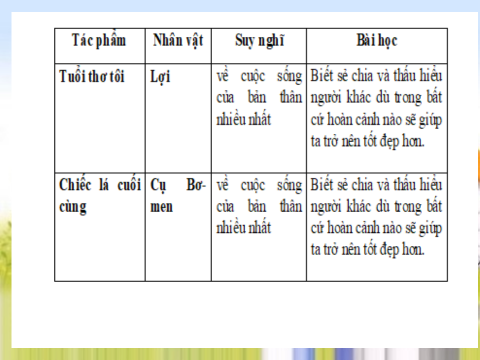 Tác phẩm Nhân vật Suy nghĩ Bài học
Tuổi thơ tôi Lợi về cuộc sống Biết sẻ chia và thấu hiểu
của bản thân người khác dù trong bất
nhiều nhất cứ hoàn cảnh nào sẽ giúp
ta trở nên tốt đẹp hơn.
Chiếc lá cuối Cụ Bơ- về cuộc sống Biết sẻ chia và thấu hiểu
cùng men của bản thân người khác dù trong bất
nhiều nhất cứ hoàn cảnh nào sẽ giúp
ta trở nên tốt đẹp hơn.